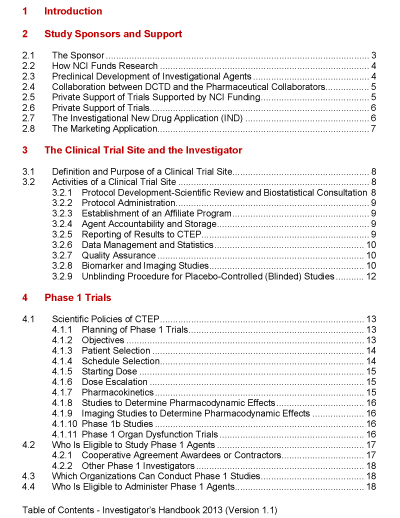 1 Introduction
2 Study Sponsors and Support
2.1 The Sponsor 3
2.2 How NCI Funds Research 4
2.3 Preclinical Development of Investigational Agents 4
2.4 Collaboration between DCTD and the Pharmaceutical Collaborators 5
2.5 Private Support of Trials Supported by NCI Funding 5
2.6 Private Support of Trials 6
2.7 The Investigational New Drug Application (IND) 6
2.8 The Marketing Application 7
3 The Clinical Trial Site and the Investigator
3.1 Definition and Purpose of a Clinical Trial Site 8
3.2 Activities of a Clinical Trial Site 8
3.2.1 Protocol Development-Scientific Review and Biostatistical Consultation 8
3.2.2 Protocol Administration 9
3.2.3 Establishment of an Affiliate Program 9
3.2.4 Agent Accountability and Storage 9
3.2.5 Reporting of Results to CTEP 9
3.2.6 Data Management and Statistics 10
3.2.7 Quality Assurance 10
3.2.8 Biomarker and Imaging Studies 10
3.2.9 Unblinding Procedure for Placebo-Controlled (Blinded) Studies 12
4 Phase 1 Trials
4.1 Scientific Policies of CTEP 13
4.1.1 Planning of Phase 1 Trials 13
4.1.2 Objectives 13
4.1.3 Patient Selection 14
4.1.4 Schedule Selection 14
4.1.5 Starting Dose 15
4.1.6 Dose Escalation 15
4.1.7 Pharmacokinetics 15
4.1.8 Studies to Determine Pharmacodynamic Effects 16
4.1.9 Imaging Studies to Determine Pharmacodynamic Effects 16
4.1.10 Phase 1b Studies 16
4.1.11 Phase 1 Organ Dysfunction Trials 16
4.2 Who Is Eligible to Study Phase 1 Agents 17
4.2.1 Cooperative Agreement Awardees or Contractors 17
4.2.2 Other Phase 1 Investigators 18
4.3 Which Organizations Can Conduct Phase 1 Studies 18
4.4 Who Is Eligible to Administer Phase 1 Agents 18
Table of Contents - Investigator's Handbook 2013 (Version 1.1)